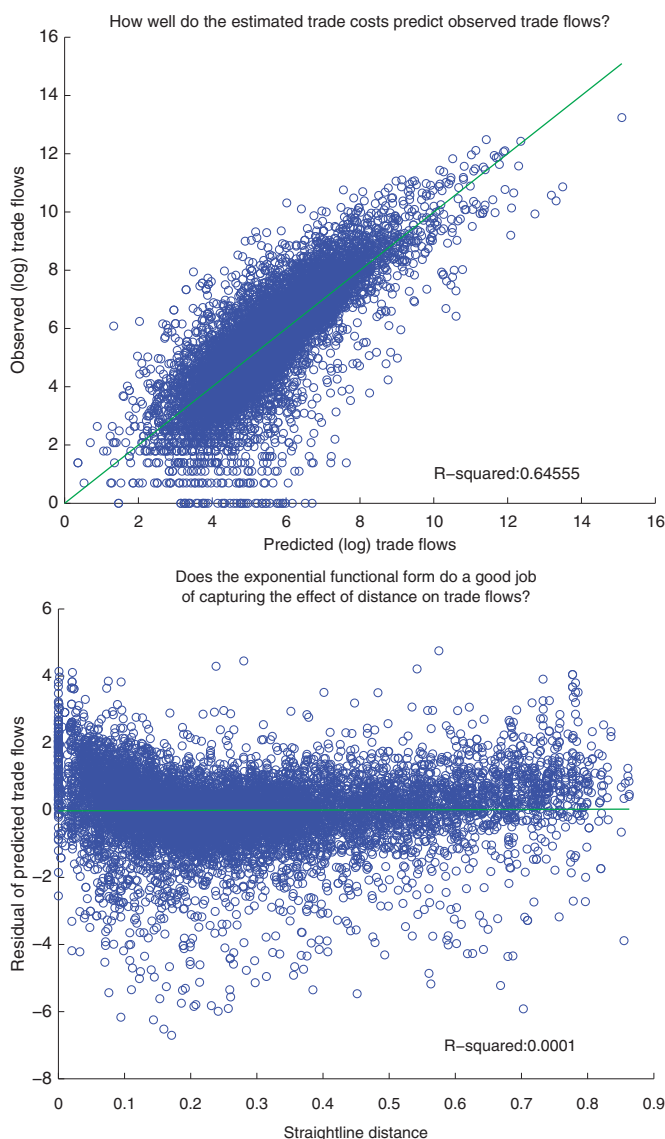 How well do the estimated trade costs predict observed trade flows?
16
14
12
10
8
6
4
2
0
Observed (log) trade flows
R−squared:0.64555
0 2 4 6 8 10 12 14 16
Predicted (log) trade flows
Does the exponential functional form do a good job
of capturing the effect of distance on trade flows?
6
4
2
0
−2
−4
−6
−8
Residual of predicted trade flows
R−squared:0.0001
0 0.1 0.2 0.3 0.4 0.5 0.6 0.7 0.8 0.9
Straightline distance